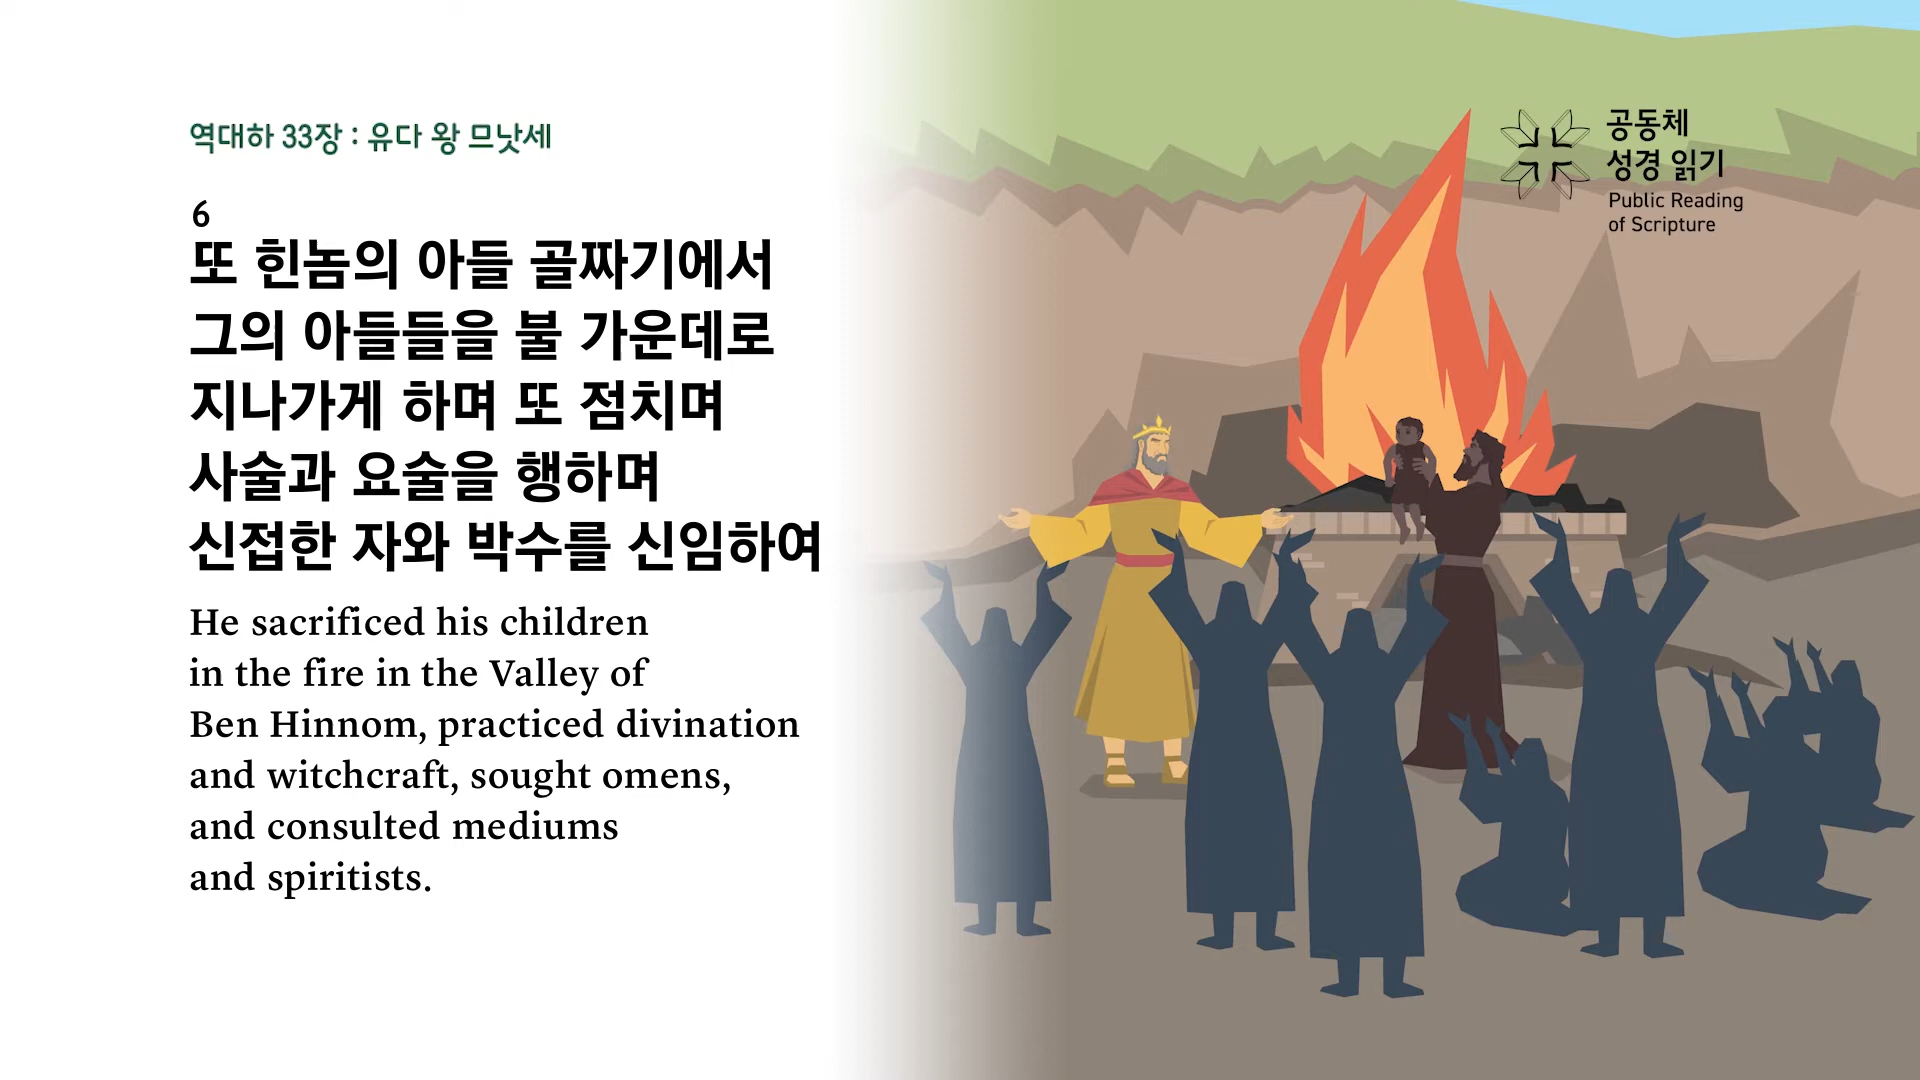 역대하 33장 : 유다 왕 므낫세
6
또 힌놈의 아들 골짜기에서
그의 아들들을 불 가운데로
지나가게 하며 또 점치며
사술과 요술을 행하며
신접한 자와 박수를 신임하여
He sacrificed his children
in the fire in the Valley of
Ben Hinnom, practiced divination
and witchcraft, sought omens,
and consulted mediums
and spiritists.
공동체
성경 읽기
Public Reading
of Scripture